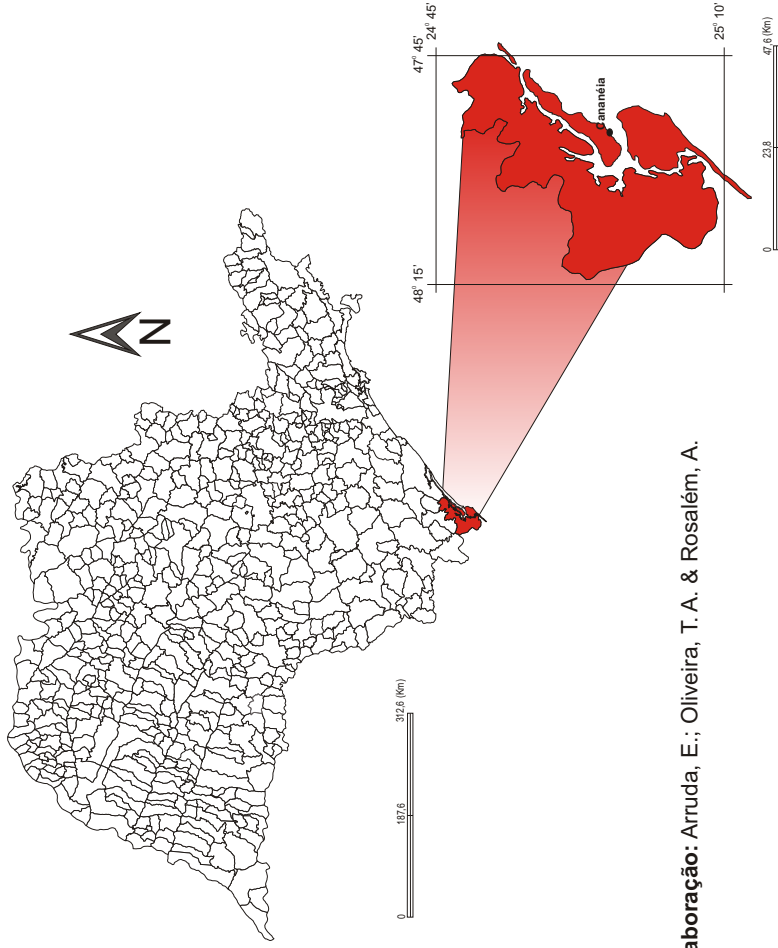 N
47° 45'
48° 15'
24° 45'
25° 10'
Cananéia
0 23,8 47,6 (Km)
0 187,6 312,6 (Km)
aboração: Arruda, E.; Oliveira, T. A. & Rosalém, A.